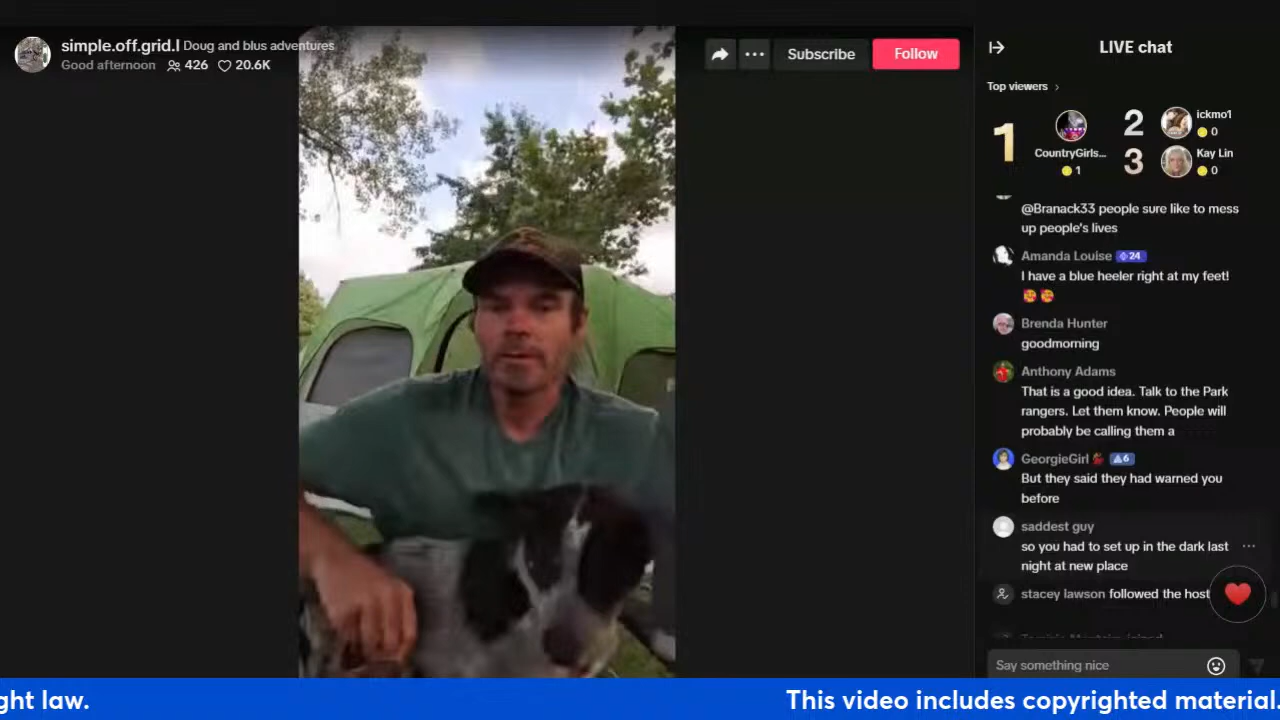 simple.off.grid.l Doug and blus adventures
Good afternoon 426 20.6K
Subscribe
Follow
LIVE chat
Top viewers
1
CountryGirls...
1
2
ickmo1
0
3
Kay Lin
0
@Branack33 people sure like to mess
up people's lives
Amanda Louise 24
I have a blue heeler right at my feet!
Brenda Hunter
goodmorning
Anthony Adams
That is a good idea. Talk to the Park
rangers. Let them know. People will
probably be calling them a
GeorgieGirl 6
But they said they had warned you
before
saddest guy
so you had to set up in the dark last
night at new place
stacey lawson followed the host
Say something nice
ght law.
This video includes copyrighted material.